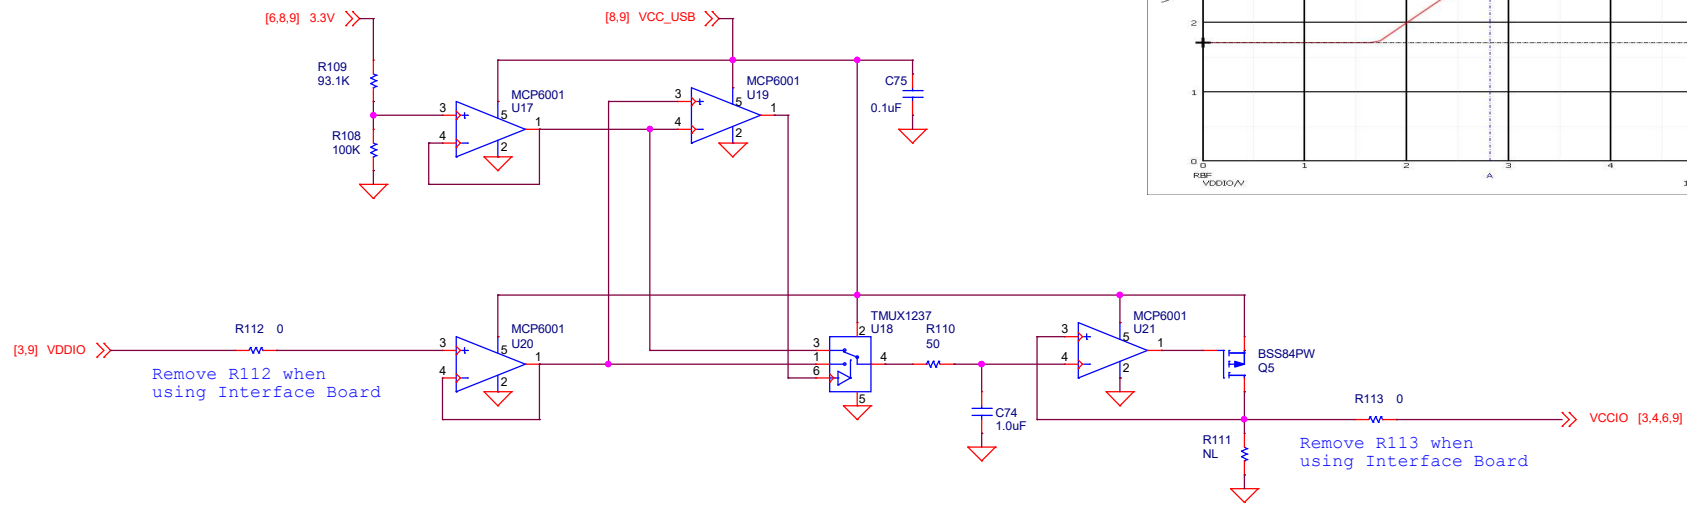 [6,8,9] 3.3V
[8,9] VCC_USB
R109
93.1K
R108
100K
MCP6001
U17
3
4
5
2
1
MCP6001
U19
3
4
5
2
1
C75
0.1uF
2
1
0
0
1
2
3
4
RBF
VDDIO/V
A
[3,9] VDDIO
R112 0
Remove R112 when
using Interface Board
MCP6001
U20
3
4
5
2
1
TMUX1237
U18
2
3
1
6
4
5
R110
50
C74
1.0uF
MCP6001
U21
3
4
5
2
1
BSS84PW
Q5
R111
NL
R113 0
Remove R113 when
using Interface Board
VCCIO [3,4,6,9]